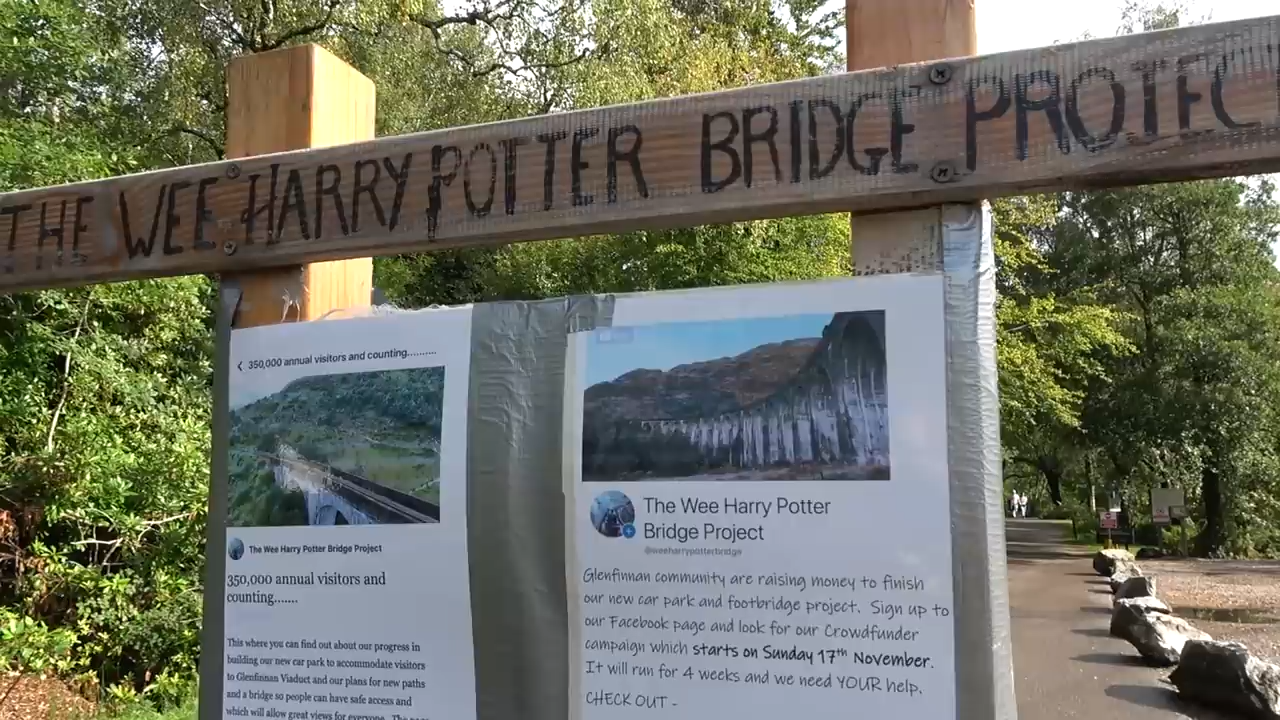 THE WEE HARRY POTTER BRIDGE PROTECT
350,000 annual visitors and counting..........
The Wee Harry Potter Bridge Project
350,000 annual visitors and
counting.......
This where you can find out about our progress in
building our new car park to accommodate visitors
to Glenfinnan Viaduct and our plans for new paths
and a bridge so people can have safe access and
which will allow great views for everyone. The
The Wee Harry Potter
Bridge Project
@weeharrypotterbridge
Glenfinnan community are raising money to finish
our new car park and footbridge project. Sign up to
our Facebook page and look for our Crowdfunder
campaign which starts on Sunday 17th November.
It will run for 4 weeks and we need YOUR help.
CHECK OUT -